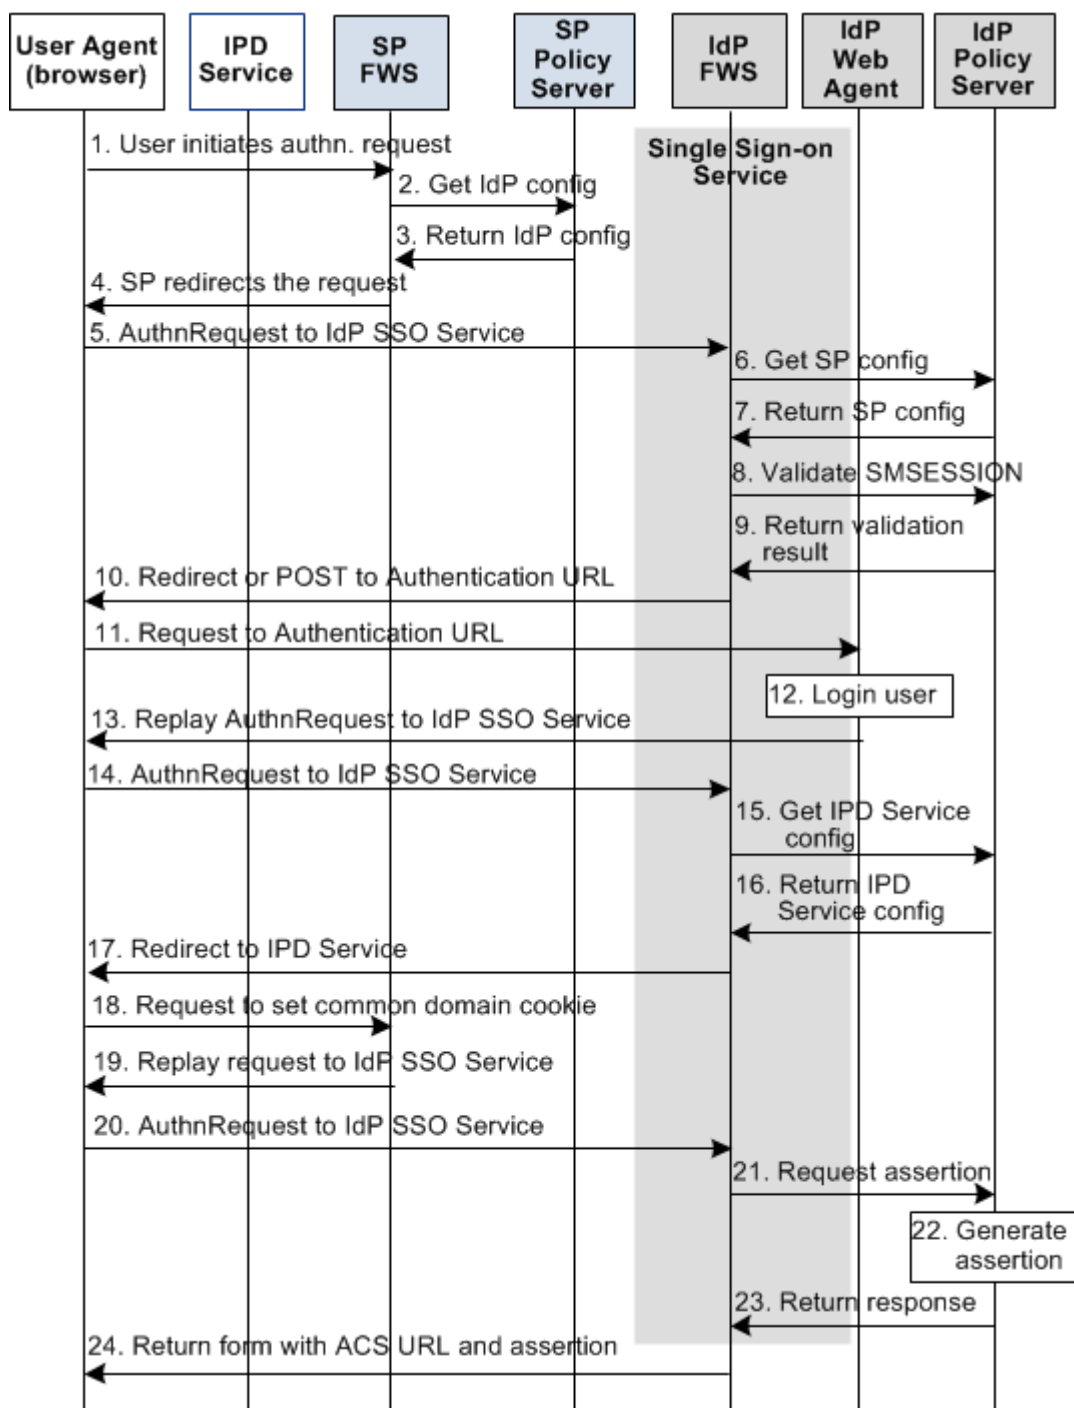 User Agent
(browser)
IPD
Service
SP
FWS
SP
Policy
Server
IdP
FWS
IdP
Web
Agent
IdP
Policy
Server
Single Sign-on
Service
1. User initiates authn. request
2. Get IdP config
3. Return IdP config
4. SP redirects the request
5. AuthnRequest to IdP SSO Service
6. Get SP config
7. Return SP config
8. Validate SMSESSION
9. Return validation
result
10. Redirect or POST to Authentication URL
11. Request to Authentication URL
12. Login user
13. Replay AuthnRequest to IdP SSO Service
14. AuthnRequest to IdP SSO Service
15. Get IPD Service
config
16. Return IPD
Service config
17. Redirect to IPD Service
18. Request to set common domain cookie
19. Replay request to IdP SSO Service
20. AuthnRequest to IdP SSO Service
21. Request assertion
22. Generate
assertion
23. Return response
24. Return form with ACS URL and assertion